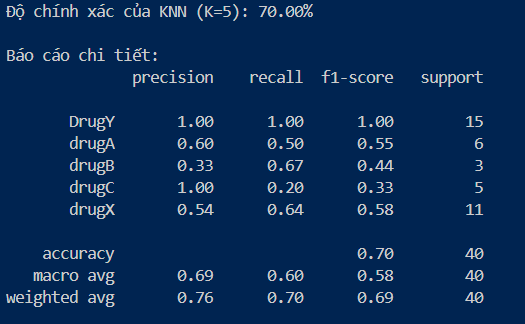 Độ chính xác của KNN (K=5): 70.00%
Báo cáo chi tiết:
precision recall f1-score support
DrugY 1.00 1.00 1.00 15
drugA 0.60 0.50 0.55 6
drugB 0.33 0.67 0.44 3
drugC 1.00 0.20 0.33 5
drugX 0.54 0.64 0.58 11
accuracy 0.70 40
macro avg 0.69 0.60 0.58 40
weighted avg 0.76 0.70 0.69 40